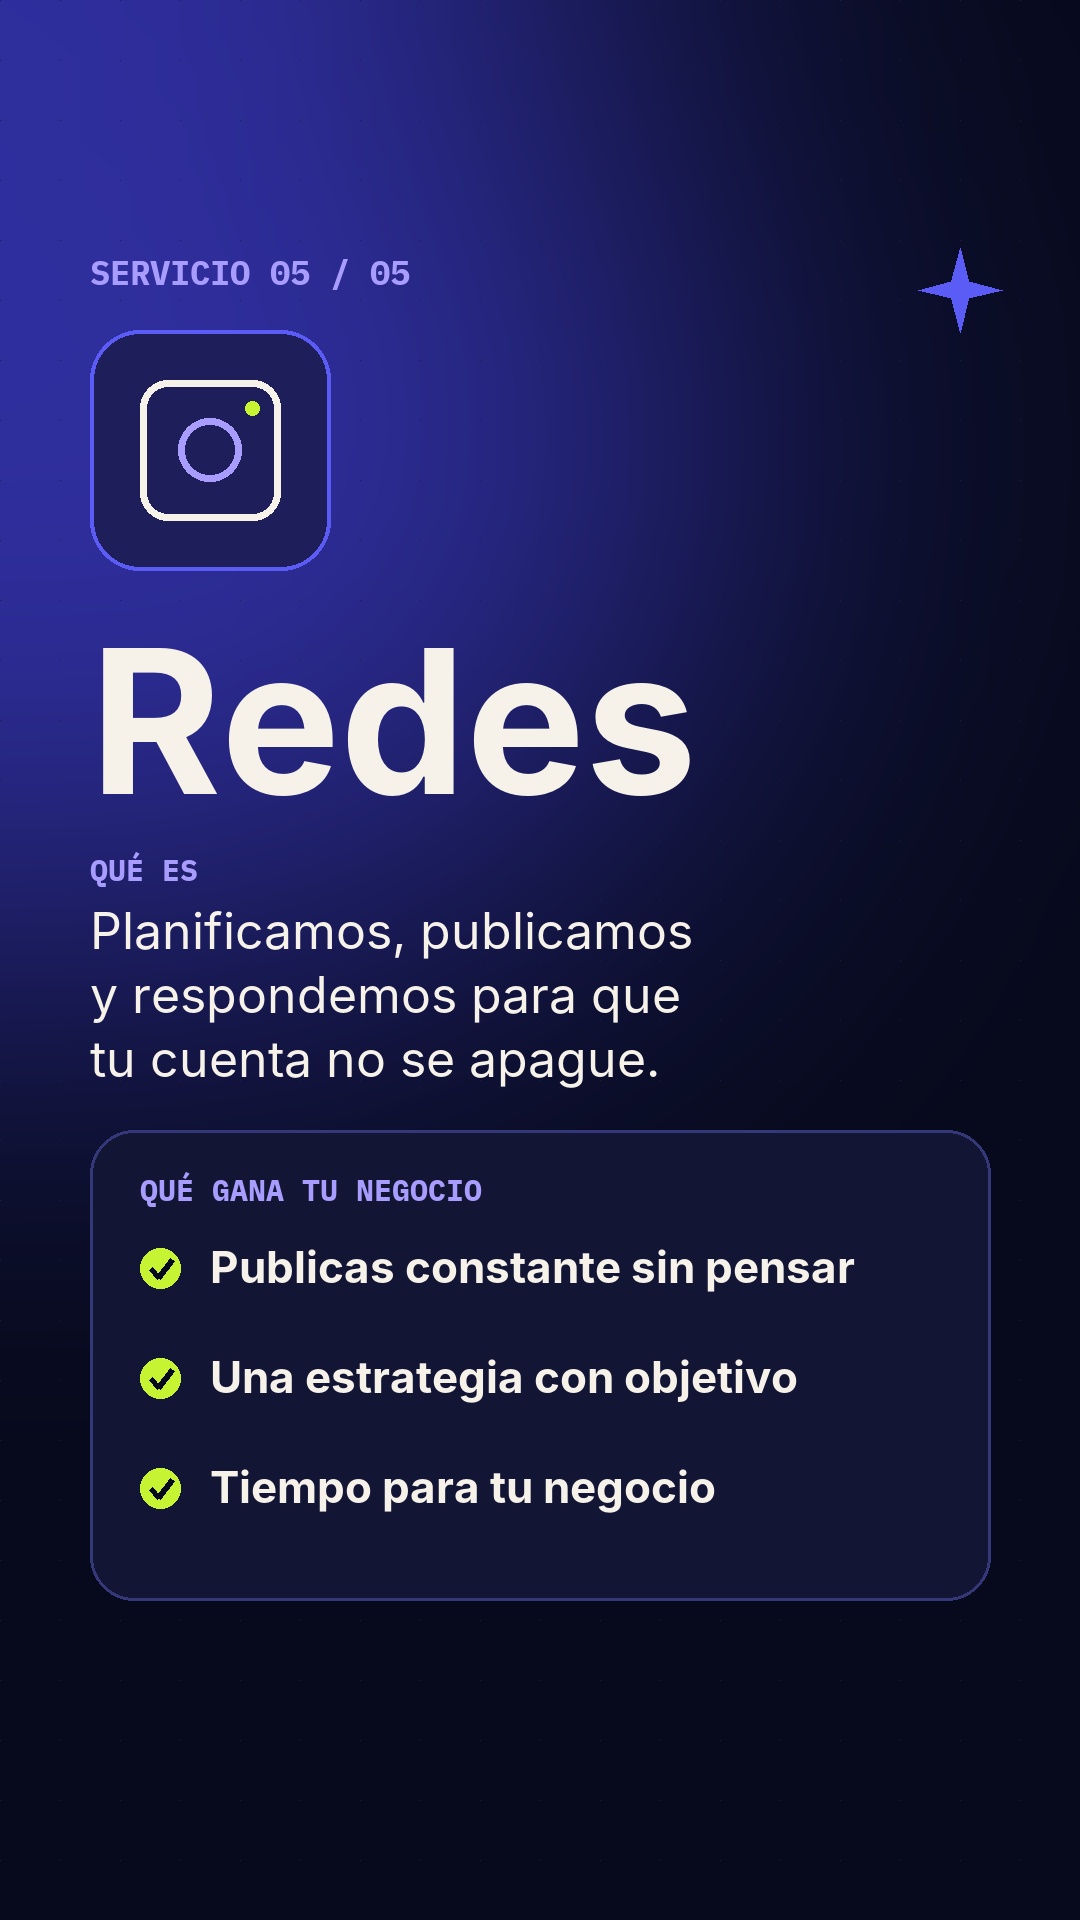 SERVICIO 05 / 05
Redes
QUÉ ES
Planificamos, publicamos
y respondemos para que
tu cuenta no se apague.
QUÉ GANA TU NEGOCIO
Publicas constante sin pensar
Una estrategia con objetivo
Tiempo para tu negocio